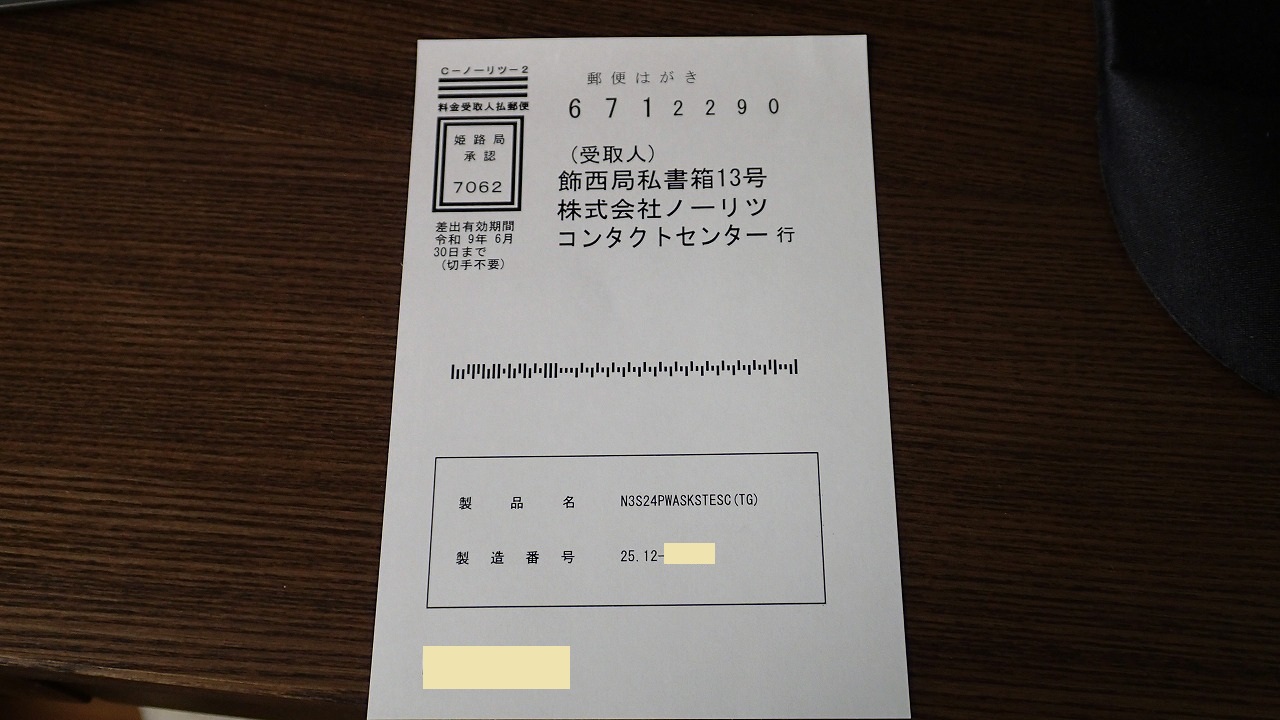 C-ノーリツ-2
料金受取人払郵便
姫路局
承認
7062
差出有効期間
令和 9年 6月
30日まで
(切手不要)
郵便はがき
6712290
(受取人)
飾西局私書箱13号
株式会社ノーリツ
コンタクトセンター 行
製品名 N3S24PWASKSTESC(TG)
製造番号 25.12-